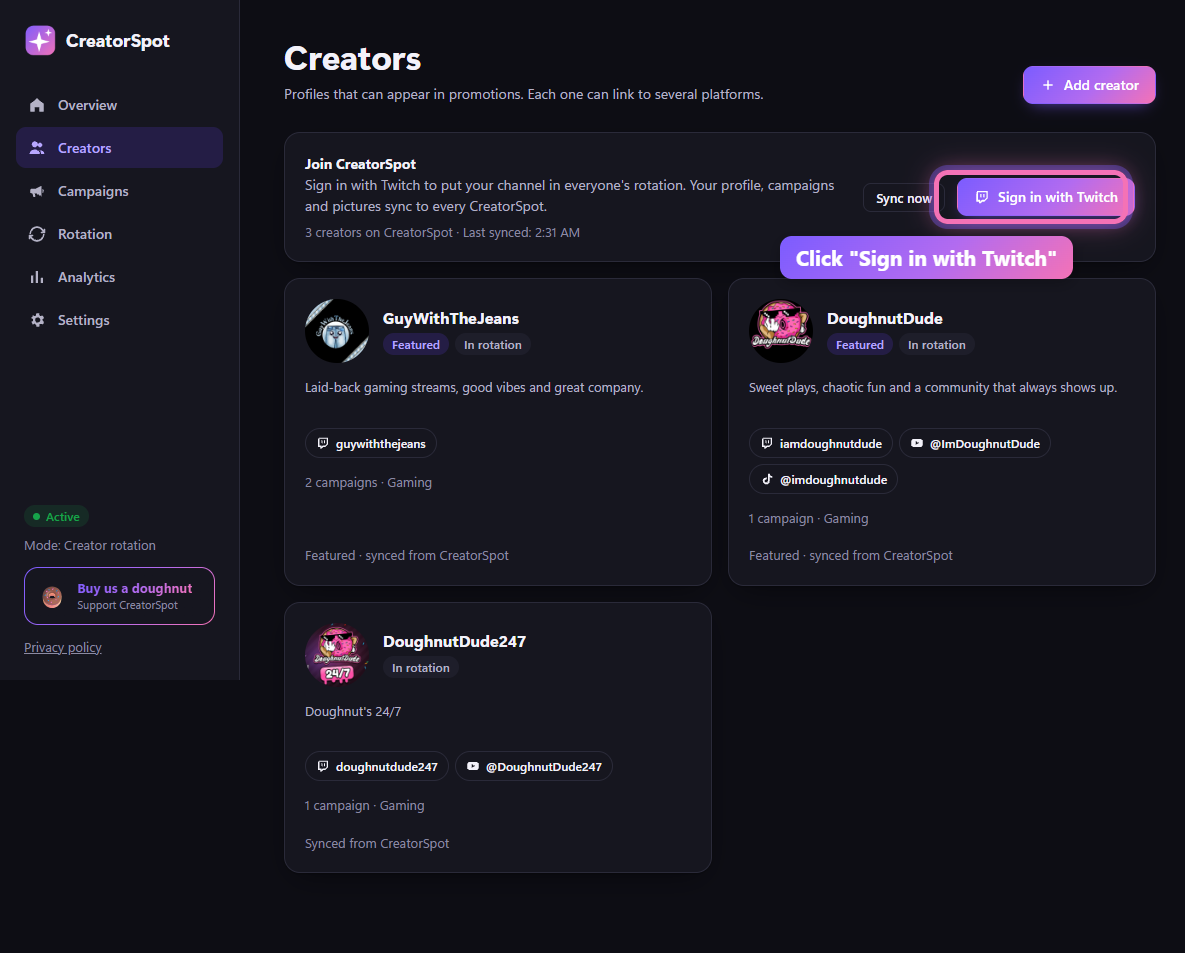 CreatorSpot
Overview
Creators
Campaigns
Rotation
Analytics
Settings
Active
Mode: Creator rotation
Buy us a doughnut
Support CreatorSpot
Privacy policy
Creators
Profiles that can appear in promotions. Each one can link to several platforms.
+ Add creator
Join CreatorSpot
Sign in with Twitch to put your channel in everyone's rotation. Your profile, campaigns
and pictures sync to every CreatorSpot.
3 creators on CreatorSpot · Last synced: 2:31 AM
Sync now
Sign in with Twitch
Click "Sign in with Twitch"
GuyWithTheJeans
GuyWithTheJeans
Featured
In rotation
Laid-back gaming streams, good vibes and great company.
guywiththejeans
2 campaigns · Gaming
Featured · synced from CreatorSpot
DoughnutDude
DoughnutDude
Featured
In rotation
Sweet plays, chaotic fun and a community that always shows up.
iamdoughnutdude
@ImDoughnutDude
@imdoughnutdude
1 campaign · Gaming
Featured · synced from CreatorSpot
DoughnutDude
24/7
DoughnutDude247
In rotation
Doughnut's 24/7
doughnutdude247
@DoughnutDude247
1 campaign · Gaming
Synced from CreatorSpot